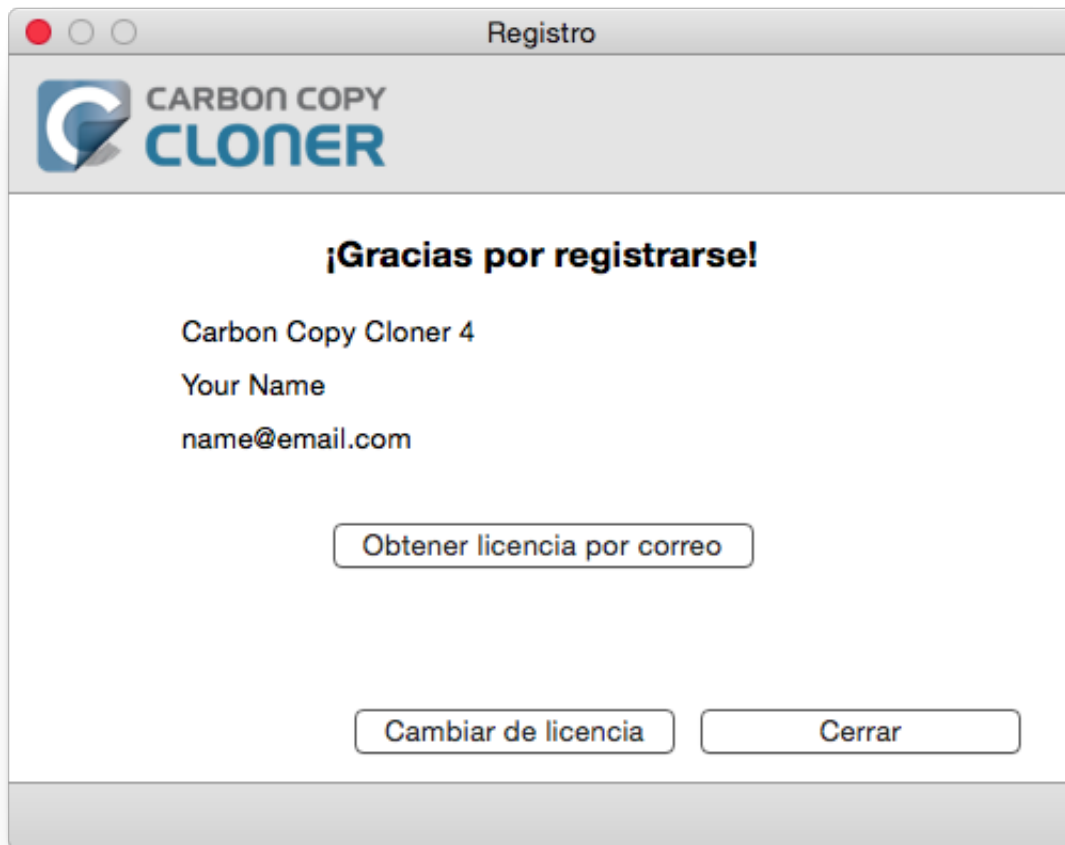 Registro
CARBON COPY
CLONER
¡Gracias por registrarse!
Carbon Copy Cloner 4
Your Name
name@email.com
Obtener licencia por correo
Cambiar de licencia
Cerrar